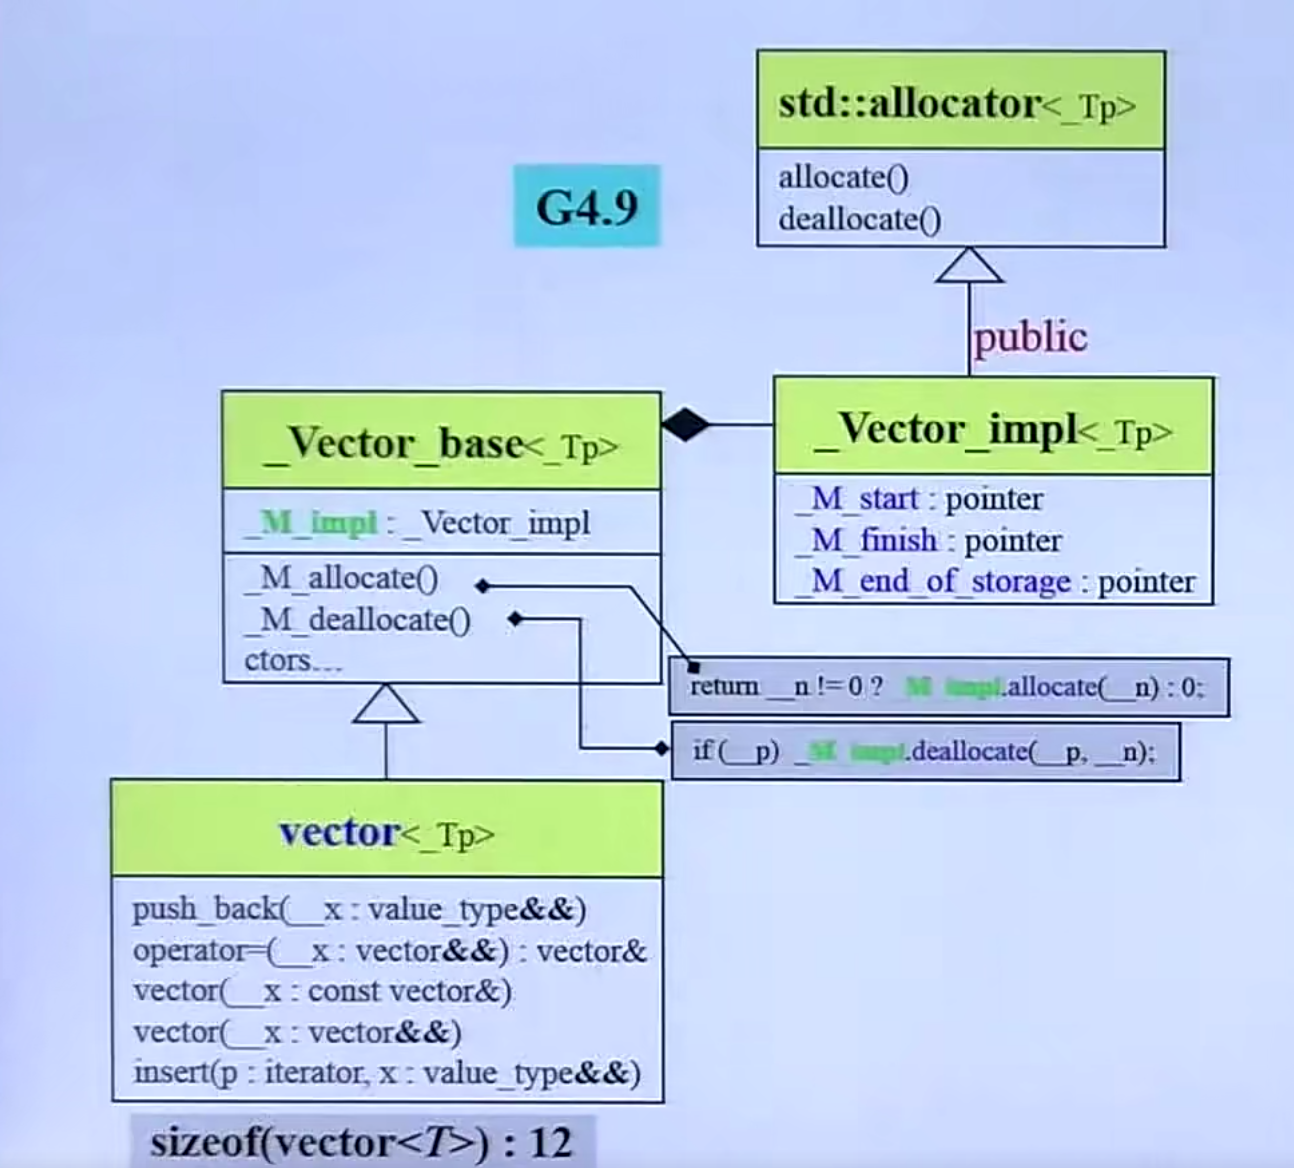 std::allocator<_Tp>
allocate()
deallocate()
G4.9
public
_Vector_base<_Tp>
_M_impl : _Vector_impl
_M_allocate()
_M_deallocate()
ctors...
_Vector_impl<_Tp>
_M_start : pointer
_M_finish : pointer
_M_end_of_storage : pointer
return __n != 0 ? _M_impl.allocate(__n) : 0;
if (__p) _M_impl.deallocate(__p, __n);
vector<_Tp>
push_back(__x : value_type&&)
operator=(__x : vector&&) : vector&
vector(__x : const vector&)
vector(__x : vector&&)
insert(p : iterator, x : value_type&&)
sizeof(vector<T>) : 12